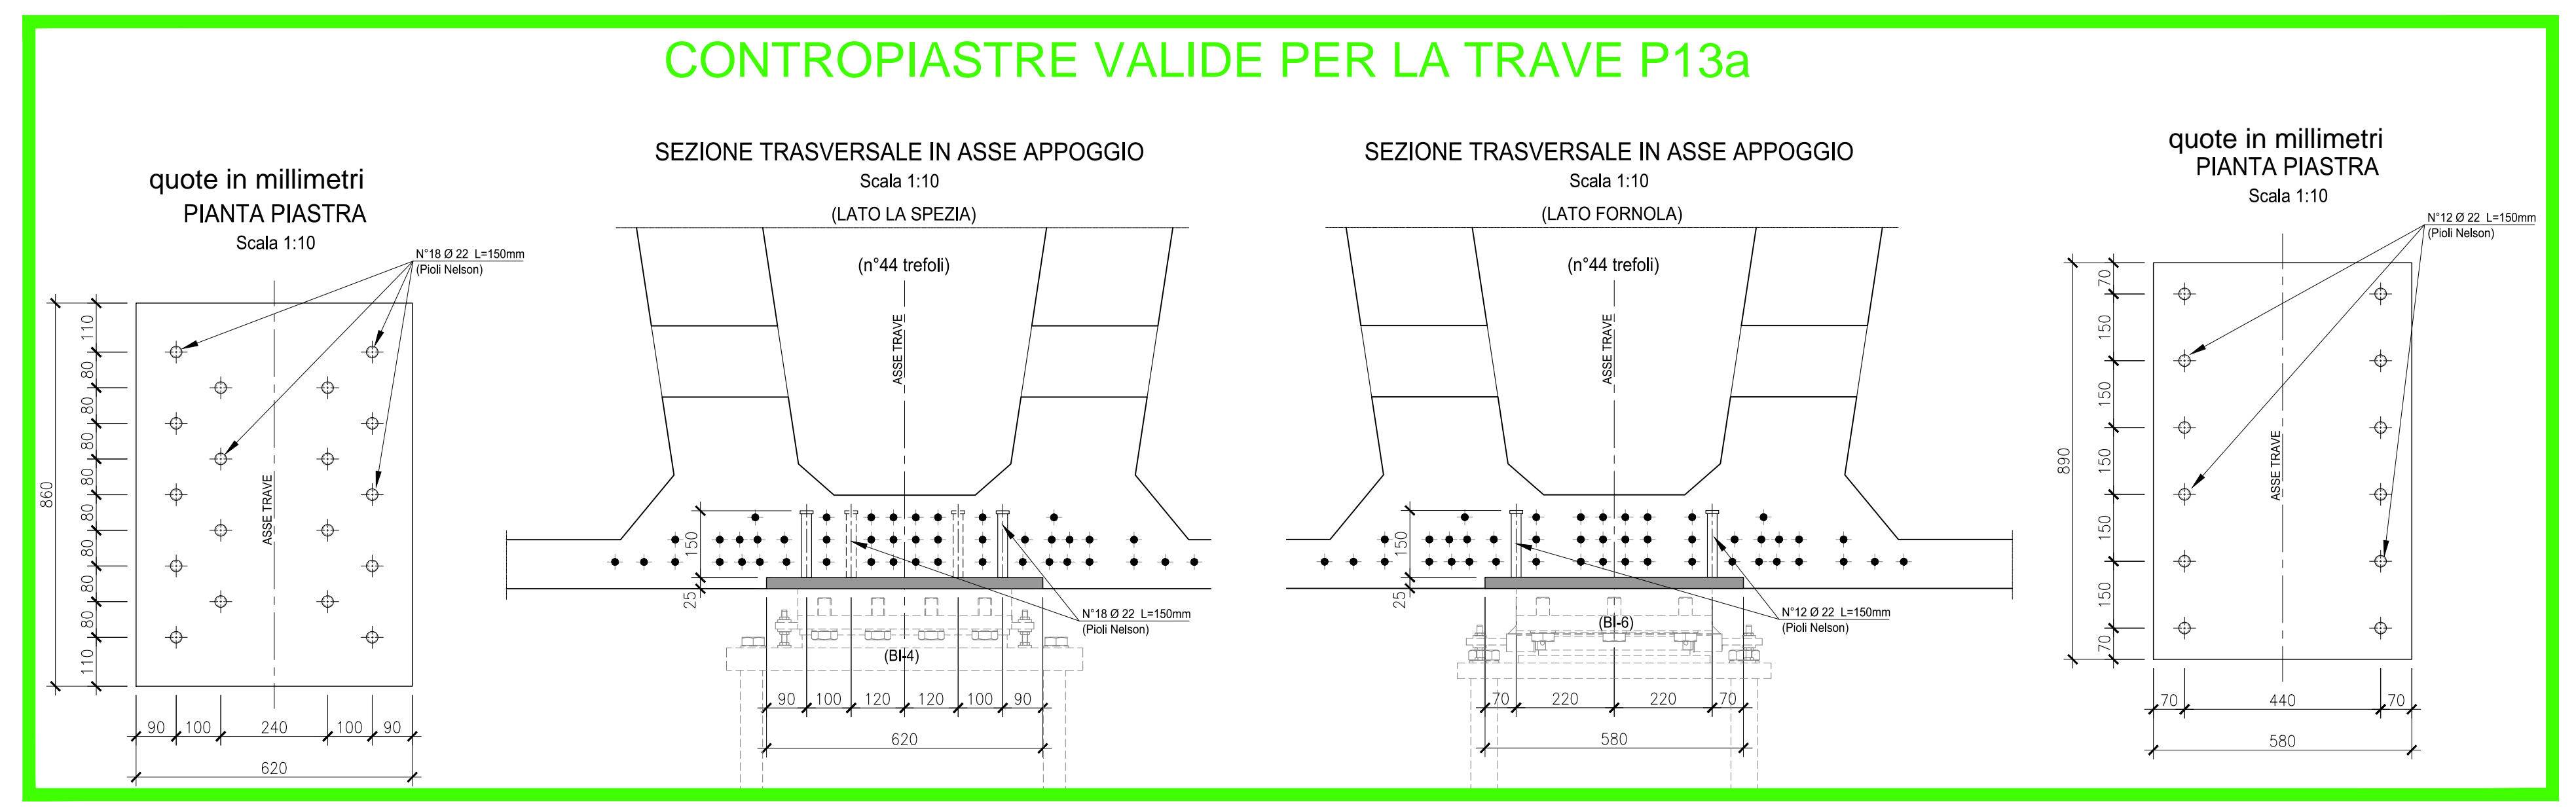 CONTROPIASTRE VALIDE PER LA TRAVE P13a
quote in millimetri
PIANTA PIASTRA
Scala 1:10
N°18 Ø 22 L=150mm
(Pioli Nelson)
860
110
80
80
80
80
80
80
80
80
110
ASSE TRAVE
90
100
240
100
90
620
SEZIONE TRASVERSALE IN ASSE APPOGGIO
Scala 1:10
(LATO LA SPEZIA)
(n°44 trefoli)
ASSE TRAVE
150
25
N°18 Ø 22 L=150mm
(Pioli Nelson)
(BI-4)
90
100
120
120
100
90
620
SEZIONE TRASVERSALE IN ASSE APPOGGIO
Scala 1:10
(LATO FORNOLA)
(n°44 trefoli)
ASSE TRAVE
150
25
N°12 Ø 22 L=150mm
(Pioli Nelson)
(BI-6)
70
220
220
70
580
quote in millimetri
PIANTA PIASTRA
Scala 1:10
N°12 Ø 22 L=150mm
(Pioli Nelson)
890
70
150
150
150
150
150
70
ASSE TRAVE
70
440
70
580